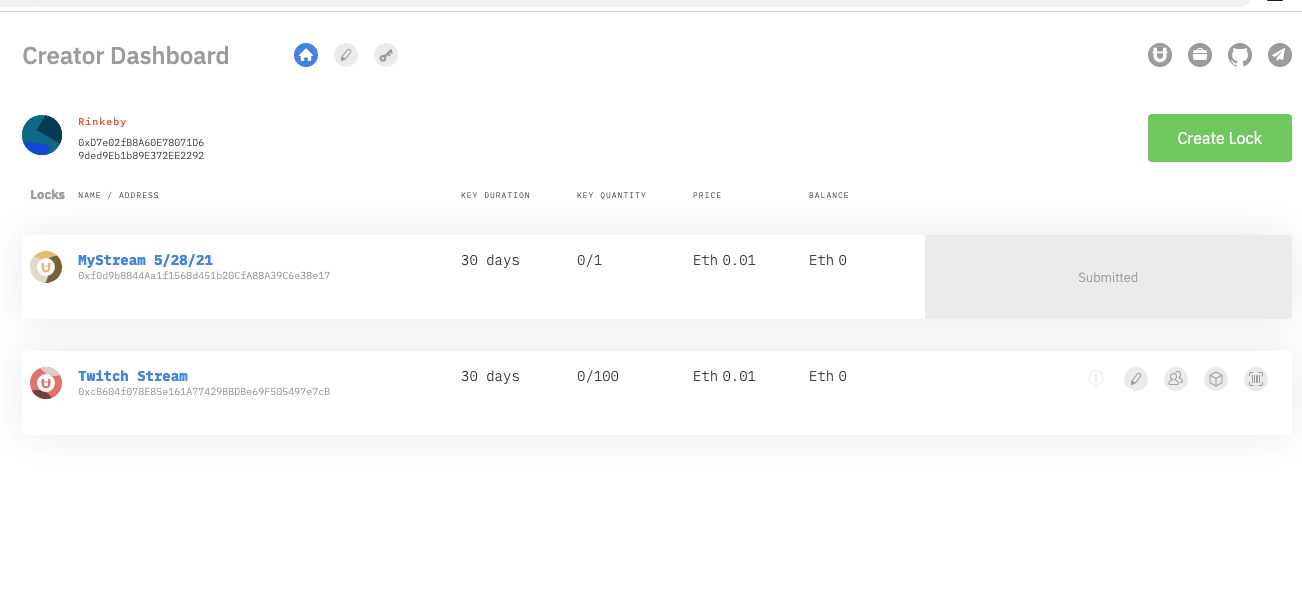 Creator Dashboard
Rinkeby
0xD7e02fB8A60E78071D6
9ded9Eb1b89E372EE2292
Create Lock
Locks NAME / ADDRESS KEY DURATION KEY QUANTITY PRICE BALANCE
MyStream 5/28/21 30 days 0/1 Eth 0.01 Eth 0
0xf0d9b8844Aa1f1568d451b20CfA88A39C6e38e17
Submitted
Twitch Stream 30 days 0/100 Eth 0.01 Eth 0
0xcB604f078E85e161A77429BBDBe69F505497e7cB